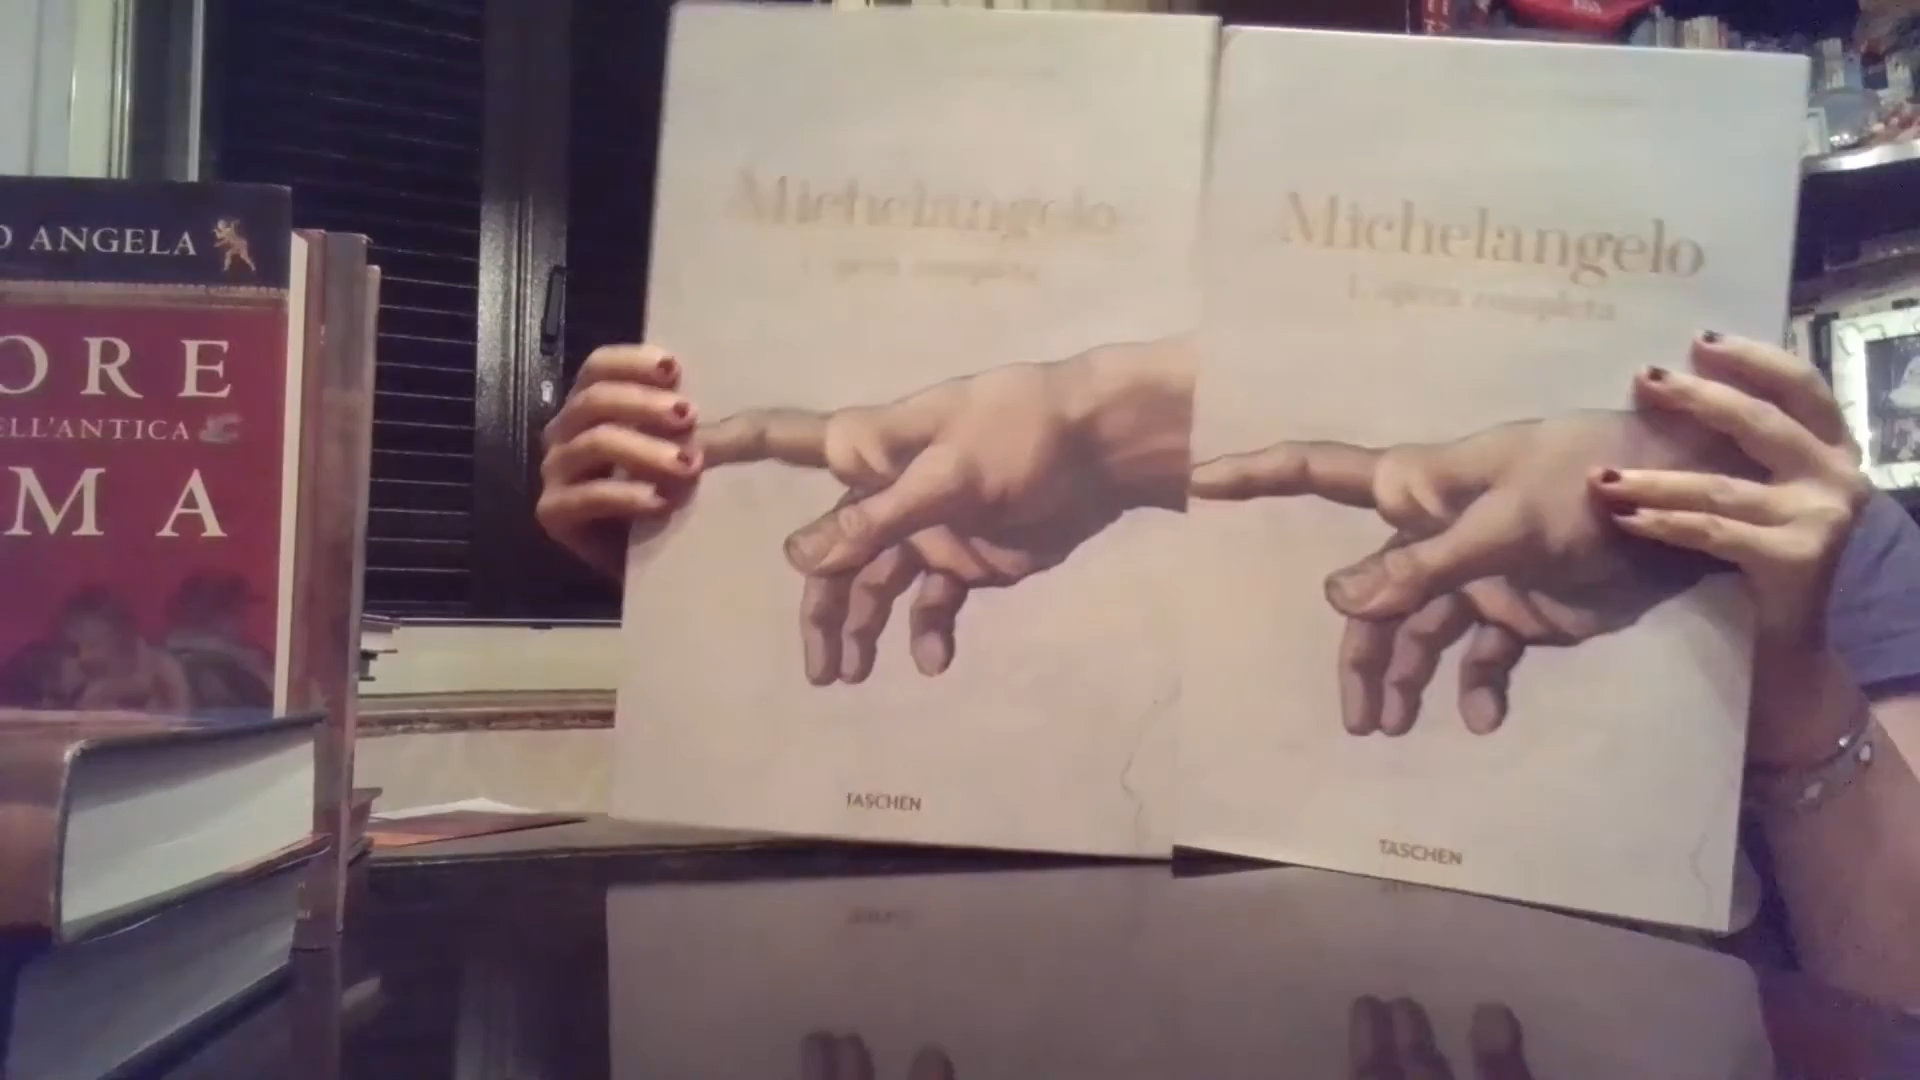 O ANGELA
ORE
ELL'ANTICA
MA
Michelangelo
L'opera completa
TASCHEN
Michelangelo
L'opera completa
TASCHEN